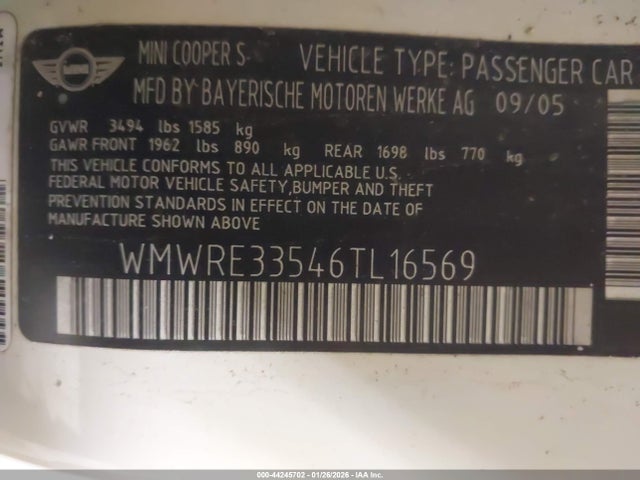 MINI COOPER S VEHICLE TYPE: PASSENGER CAR
MFD BY BAYERISCHE MOTOREN WERKE AG 09/05
GVWR 3494 lbs 1585 kg
GAWR FRONT 1962 lbs 890 kg REAR 1698 lbs 770 kg
THIS VEHICLE CONFORMS TO ALL APPLICABLE U.S.
FEDERAL MOTOR VEHICLE SAFETY,BUMPER AND THEFT
PREVENTION STANDARDS IN EFFECT ON THE DATE OF
MANUFACTURE SHOWN ABOVE
WMWRE33546TL16569
000-44245702 - 01/26/2026 - IAA Inc.